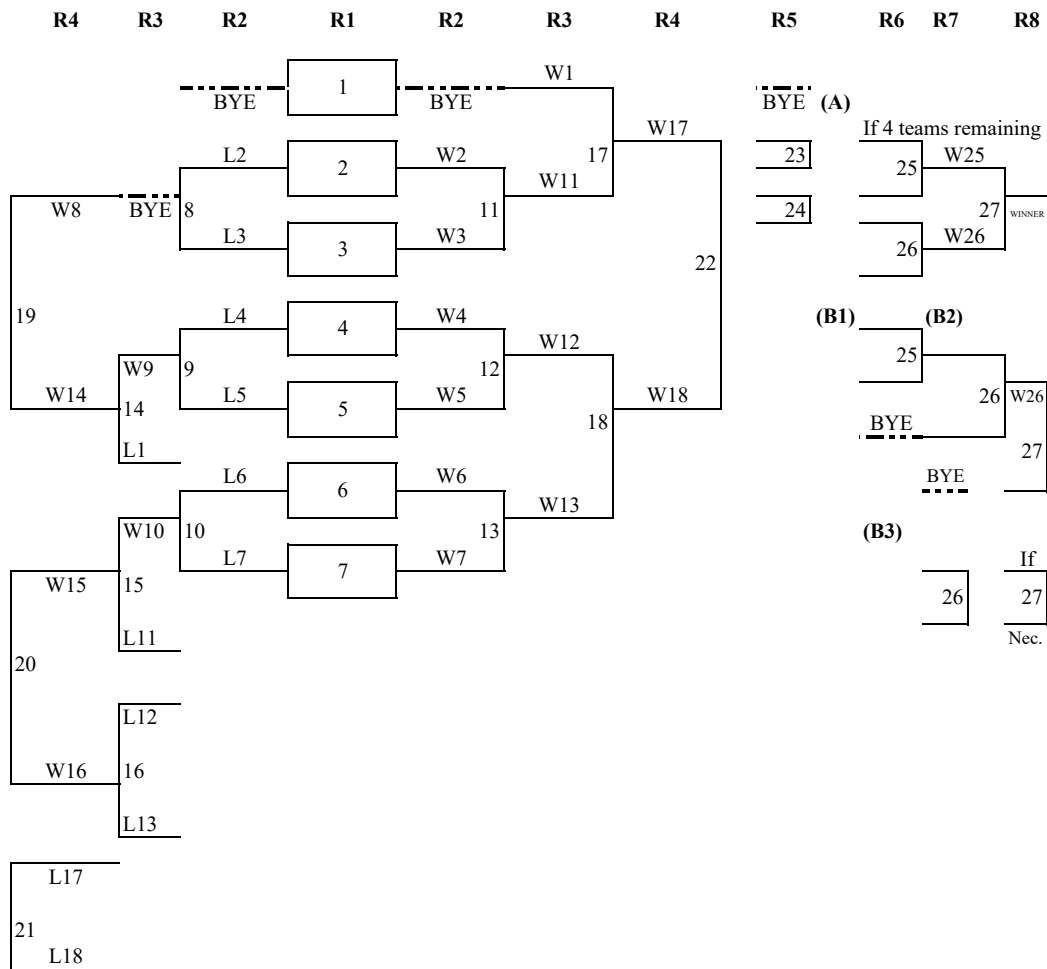 R4 R3 R2 R1 R2 R3 R4 R5 R6 R7 R8
W1
1
BYE BYE BYE (A)
If 4 teams remaining
W17
L2 2 W2 17 23 25 W25
W11
W8 BYE 8 11 24 27 WINNER
L3 3 W3 26 W26
22
19 L4 4 W4 (B1) (B2)
W12
W9 9 12 25
W14 14 L5 5 W5 18 W18 26 W26
BYE
L1 27
L6 6 W6 BYE
W13
W10 10 13 (B3)
L7 7 W7 If
W15 15 26 27
L11 Nec.
20
L12
W16 16
L13
L17
21
L18